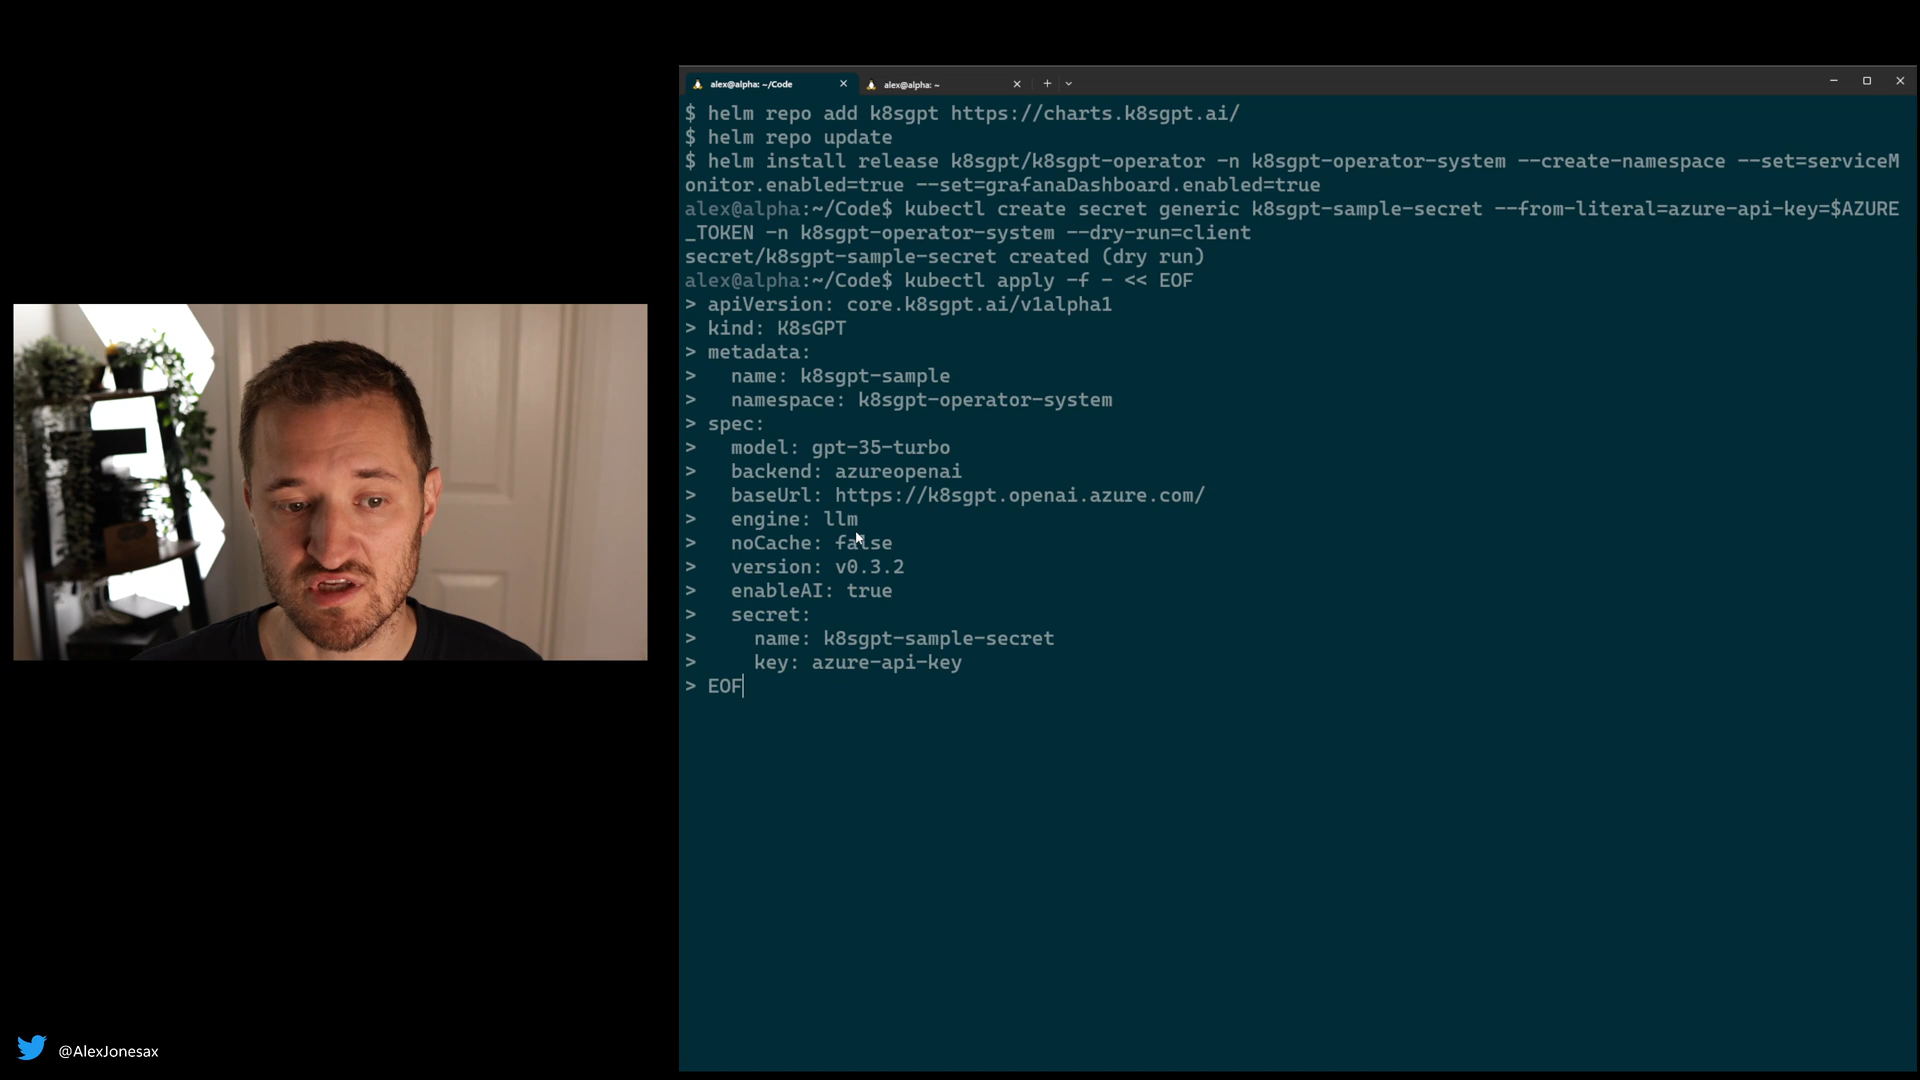 alex@alpha: ~/Code
alex@alpha: ~
$ helm repo add k8sgpt https://charts.k8sgpt.ai/
$ helm repo update
$ helm install release k8sgpt/k8sgpt-operator -n k8sgpt-operator-system --create-namespace --set=serviceM
onitor.enabled=true --set=grafanaDashboard.enabled=true
alex@alpha:~/Code$ kubectl create secret generic k8sgpt-sample-secret --from-literal=azure-api-key=$AZURE
_TOKEN -n k8sgpt-operator-system --dry-run=client
secret/k8sgpt-sample-secret created (dry run)
alex@alpha:~/Code$ kubectl apply -f - << EOF
> apiVersion: core.k8sgpt.ai/v1alpha1
> kind: K8sGPT
> metadata:
>   name: k8sgpt-sample
>   namespace: k8sgpt-operator-system
> spec:
>   model: gpt-35-turbo
>   backend: azureopenai
>   baseUrl: https://k8sgpt.openai.azure.com/
>   engine: llm
>   noCache: false
>   version: v0.3.2
>   enableAI: true
>   secret:
>     name: k8sgpt-sample-secret
>     key: azure-api-key
> EOF
@AlexJonesax